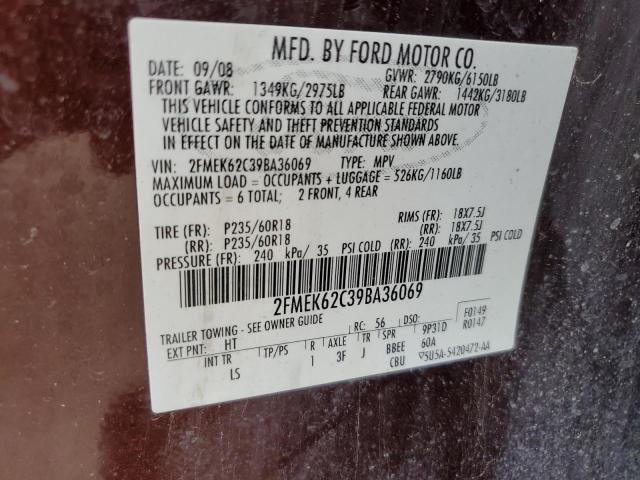 MFD. BY FORD MOTOR CO.
DATE: 09/08 GVWR: 2790KG/6150LB
FRONT GAWR: 1349KG/2975LB REAR GAWR: 1442KG/3180LB
THIS VEHICLE CONFORMS TO ALL APPLICABLE FEDERAL MOTOR
VEHICLE SAFETY AND THEFT PREVENTION STANDARDS
IN EFFECT ON THE DATE OF MANUFACTURE SHOWN ABOVE.
VIN: 2FMEK62C39BA36069 TYPE: MPV
MAXIMUM LOAD = OCCUPANTS + LUGGAGE = 526KG/1160LB
OCCUPANTS = 6 TOTAL; 2 FRONT, 4 REAR
TIRE (FR): P235/60R18 RIMS (FR): 18X7.5J
(RR): P235/60R18 (RR): 18X7.5J
PRESSURE (FR): 240 kPa/ 35 PSI COLD (RR): 240 kPa/ 35 PSI COLD
2FMEK62C39BA36069
F0149
R0147
TRAILER TOWING - SEE OWNER GUIDE RC: 56 DSO:
EXT PNT: HT
INT TR TP/PS R AXLE TR SPR 9P31D
LS 1 3F J BBEE 60A
CBU ▽5U5A-5420472-AA